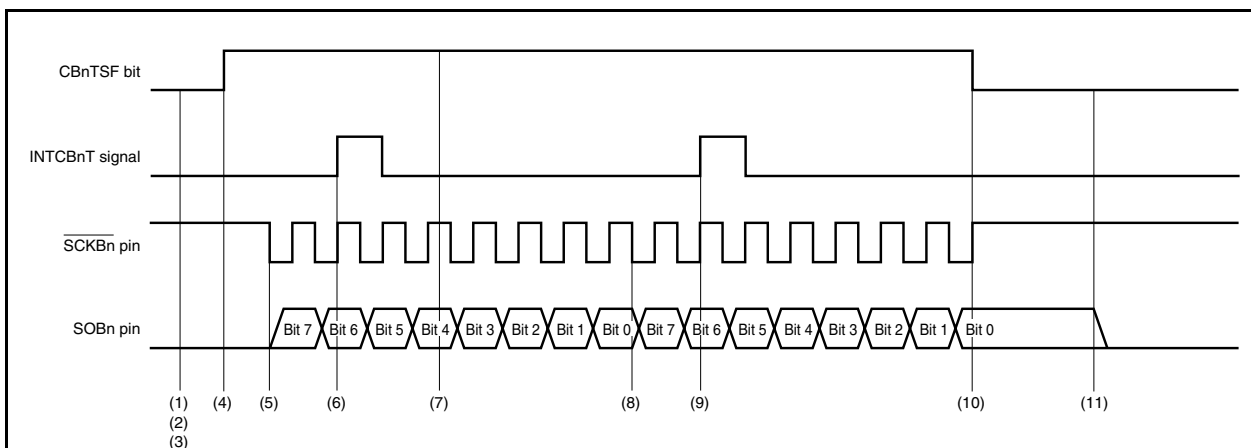 CBnTSF bit
INTCBnT signal
SCKBn pin
SOBn pin
Bit 7 Bit 6 Bit 5 Bit 4 Bit 3 Bit 2 Bit 1 Bit 0 Bit 7 Bit 6 Bit 5 Bit 4 Bit 3 Bit 2 Bit 1 Bit 0
(1) (4) (5) (6) (7) (8) (9) (10) (11)
(2)
(3)